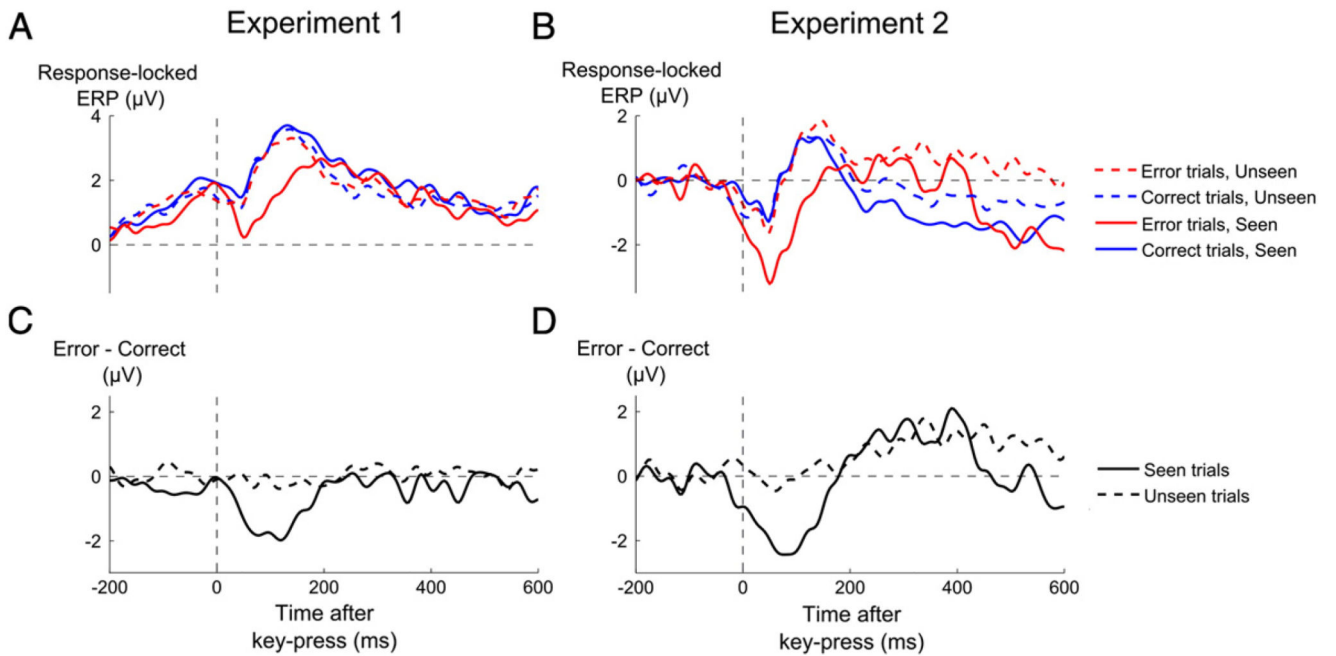 A
Experiment 1
Response-locked
ERP (µV)
4
2
0
B
Experiment 2
Response-locked
ERP (µV)
2
0
-2
Error trials, Unseen
Correct trials, Unseen
Error trials, Seen
Correct trials, Seen
C
Error - Correct
(µV)
2
0
-2
-200
0
200
400
600
Time after
key-press (ms)
D
Error - Correct
(µV)
2
0
-2
-200
0
200
400
600
Time after
key-press (ms)
Seen trials
Unseen trials